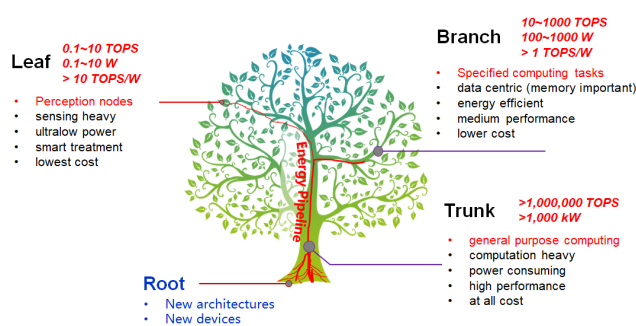 Leaf
0.1~10 TOPS
0.1~10 W
> 10 TOPS/W
• Perception nodes
• sensing heavy
• ultralow power
• smart treatment
• lowest cost
Branch
10~1000 TOPS
100~1000 W
> 1 TOPS/W
• Specified computing tasks
• data centric (memory important)
• energy efficient
• medium performance
• lower cost
Energy Pipeline
Trunk
>1,000,000 TOPS
>1,000 kW
• general purpose computing
• computation heavy
• power consuming
• high performance
• at all cost
Root
• New architectures
• New devices